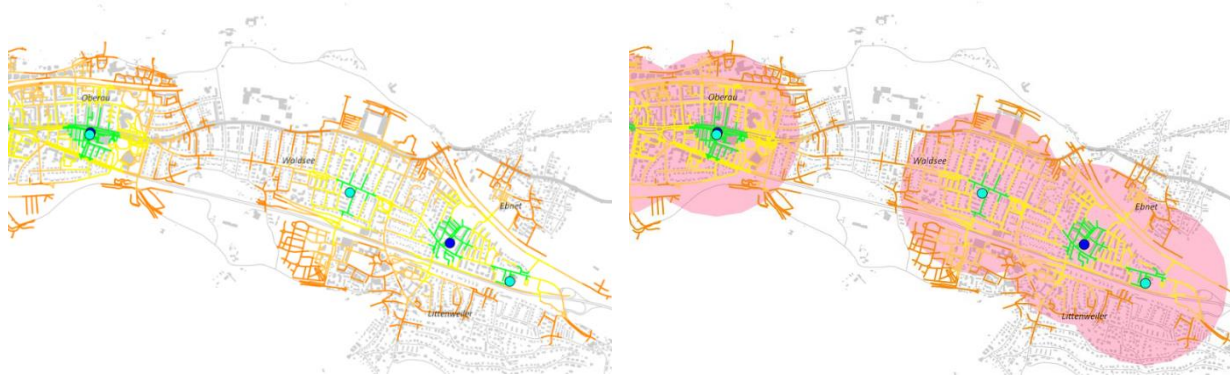 Oberau
Waldsee
Ebnet
Littenweiler
Oberau
Waldsee
Ebnet
Littenweiler